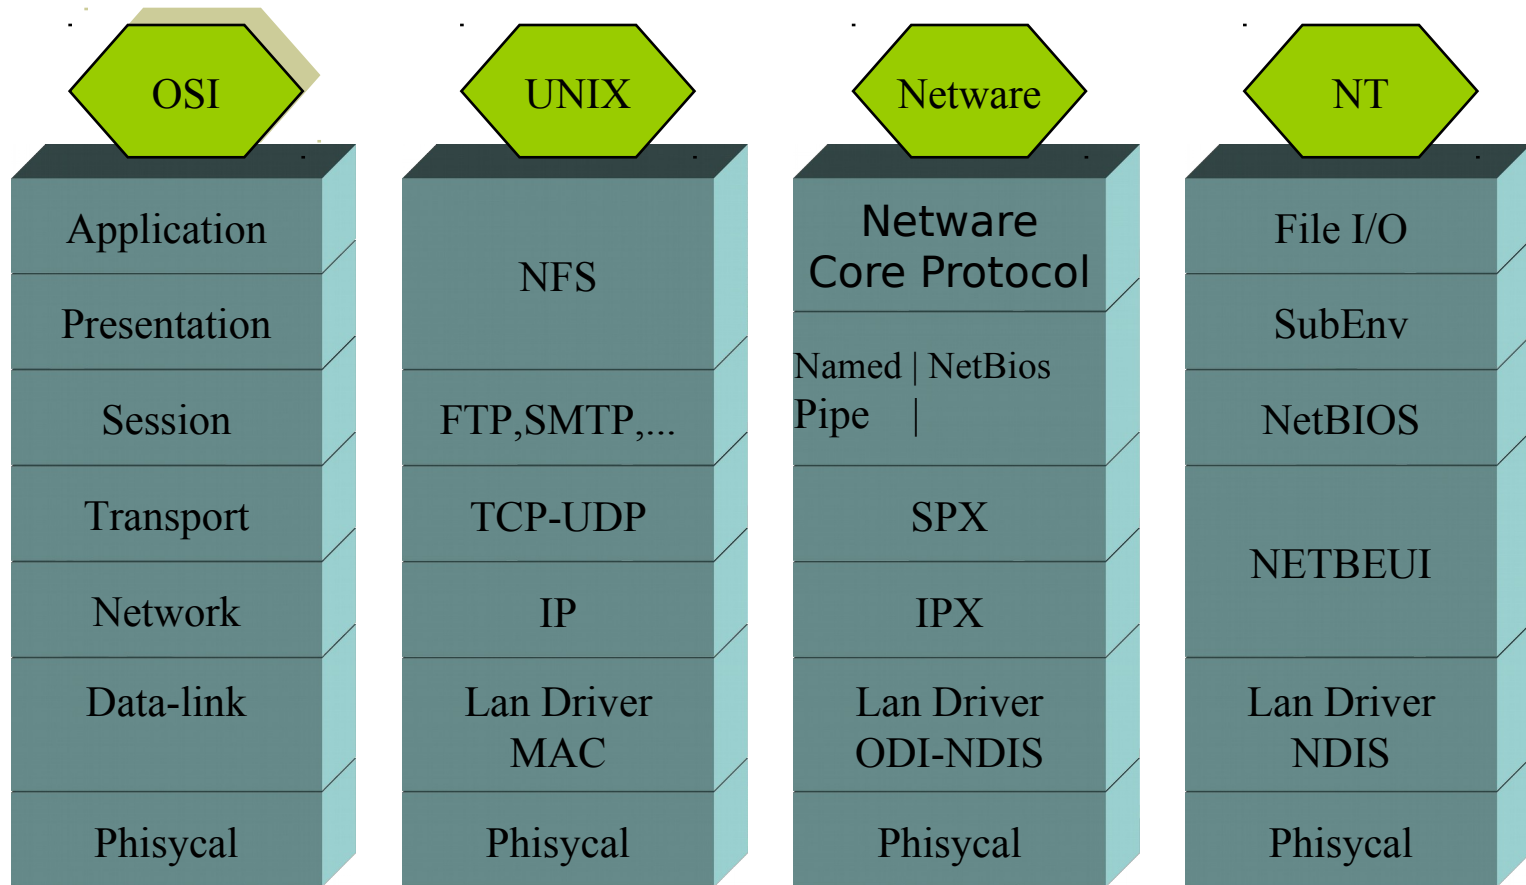 OSI
Application
Presentation
Session
Transport
Network
Data-link
Phisycal
UNIX
NFS
FTP,SMTP,...
TCP-UDP
IP
Lan Driver
MAC
Phisycal
Netware
Netware
Core Protocol
Named | NetBios
Pipe |
SPX
IPX
Lan Driver
ODI-NDIS
Phisycal
NT
File I/O
SubEnv
NetBIOS
NETBEUI
Lan Driver
NDIS
Phisycal